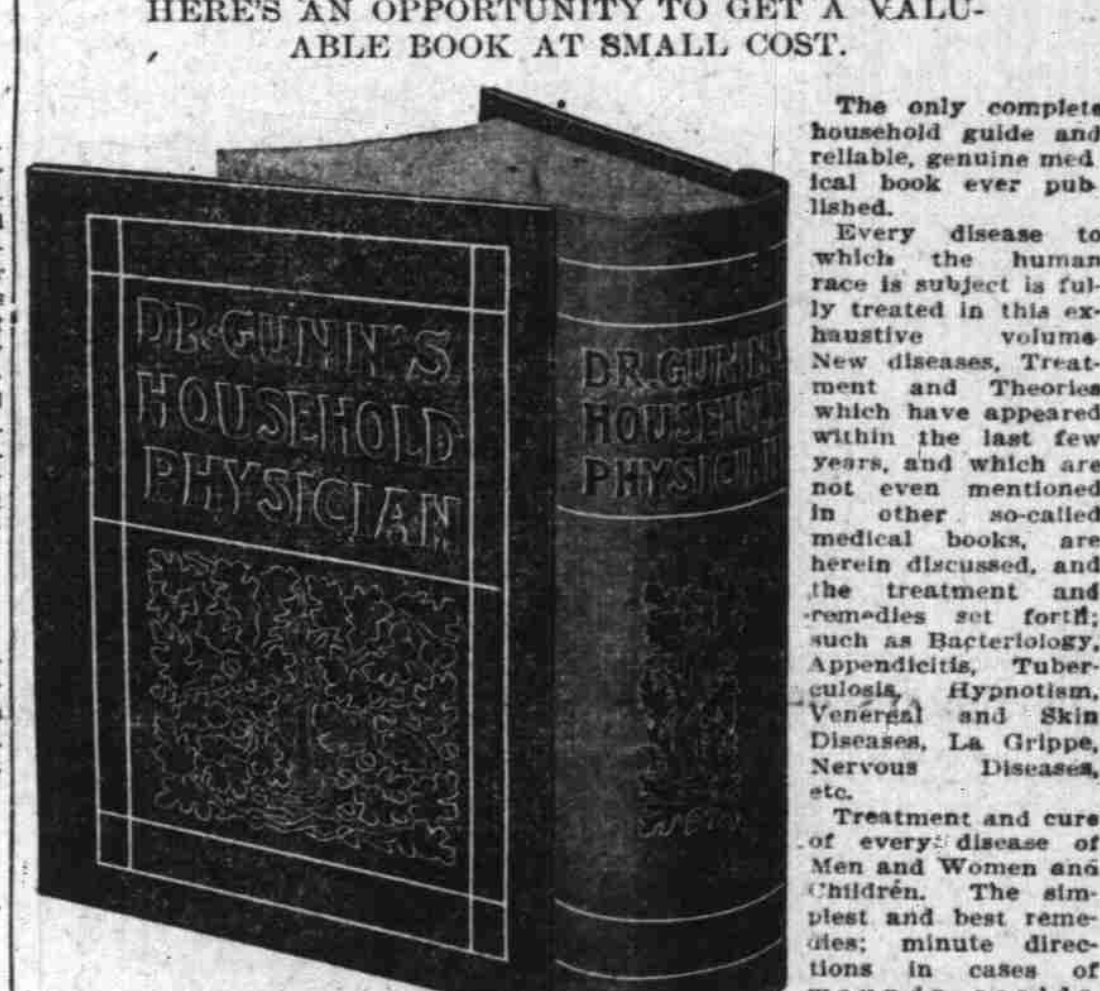 HERE'S AN OPPORTUNITY TO GET A VALU-
ABLE BOOK AT SMALL COST.
DR. GUNN'S
HOUSEHOLD
PHYSICIAN
DR. GUNN'S
HOUSEHOLD
PHYSICIAN
The only complete
household guide and
reliable, genuine med
ical book ever pub-
lished.
Every disease to
which the human
race is subject is ful-
ly treated in this ex-
haustive volume
New diseases, Treat-
ment and Theories
which have appeared
within the last few
years, and which are
not even mentioned
in other so-called
medical books, are
herein discussed, and
the treatment and
remedies set forth;
such as Bacteriology,
Appendicitis, Tuber-
culosis, Hypnotism,
Venereal and Skin
Diseases, La Grippe,
Nervous Diseases,
etc.
Treatment and cure
of every disease of
Men and Women and
Children. The sim-
plest and best reme-
dies; minute direc-
tions in cases of